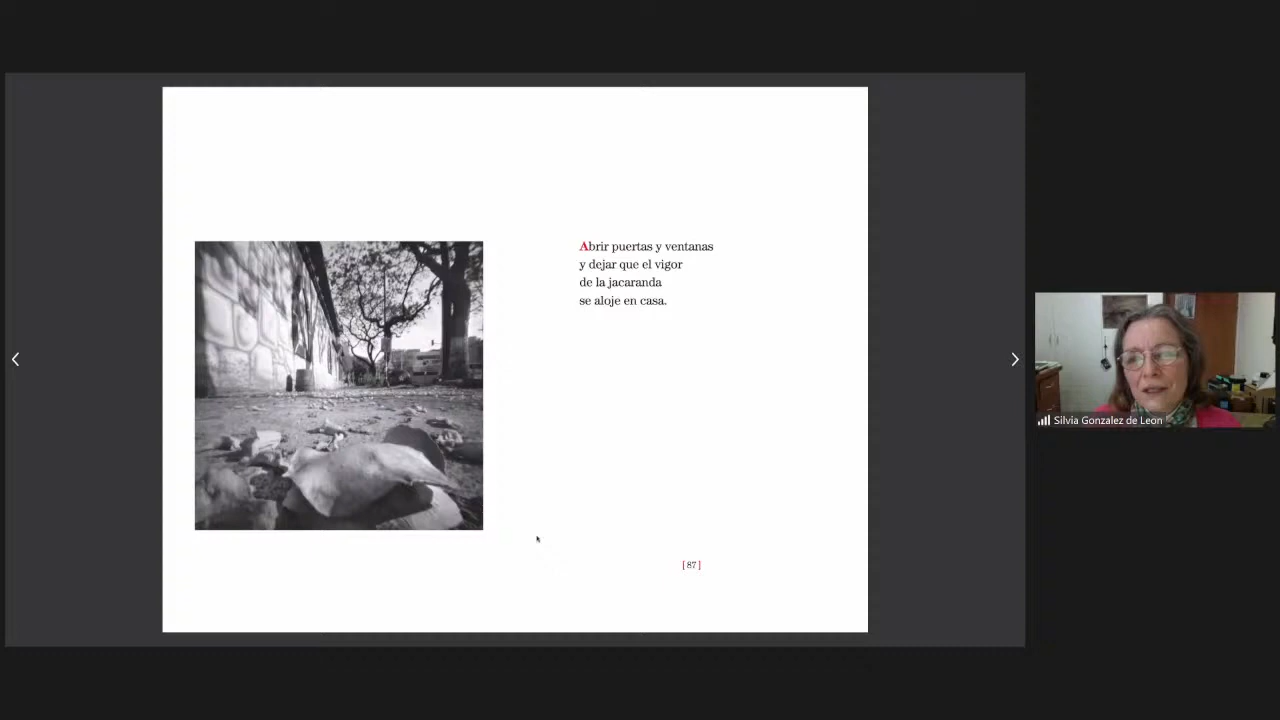 Abrir puertas y ventanas
y dejar que el vigor
de la jacaranda
se aloje en casa.
[ 87 ]
Silvia Gonzalez de Leon